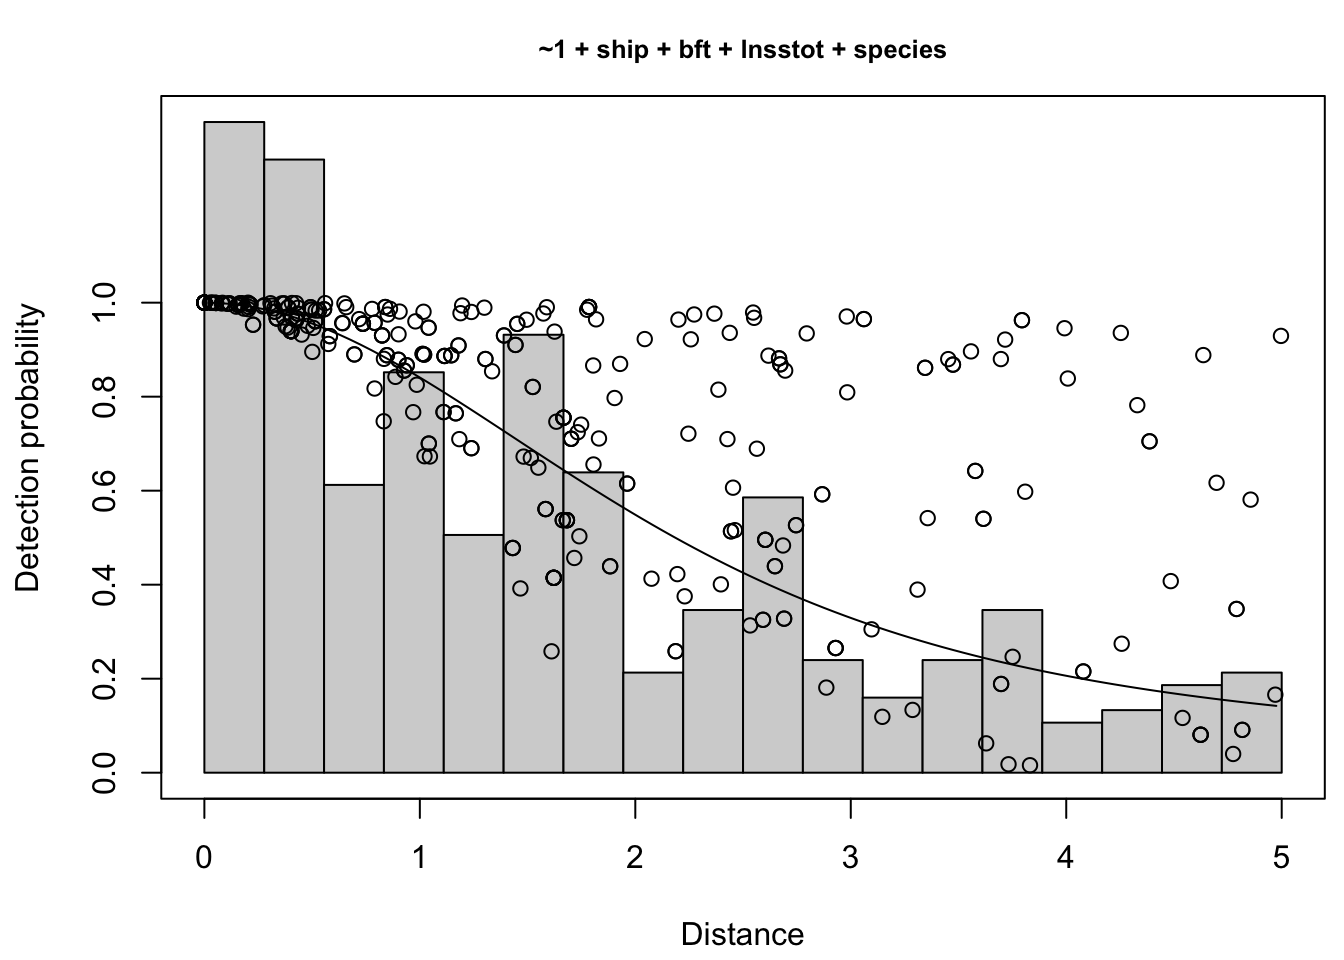 ~1 + ship + bft + lnsstot + species
Detection probability
1.0
0.8
0.6
0.4
0.2
0.0
0 1 2 3 4 5
Distance